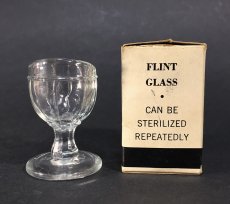 FLINT
GLASS
CAN BE
STERILIZED
REPEATEDLY